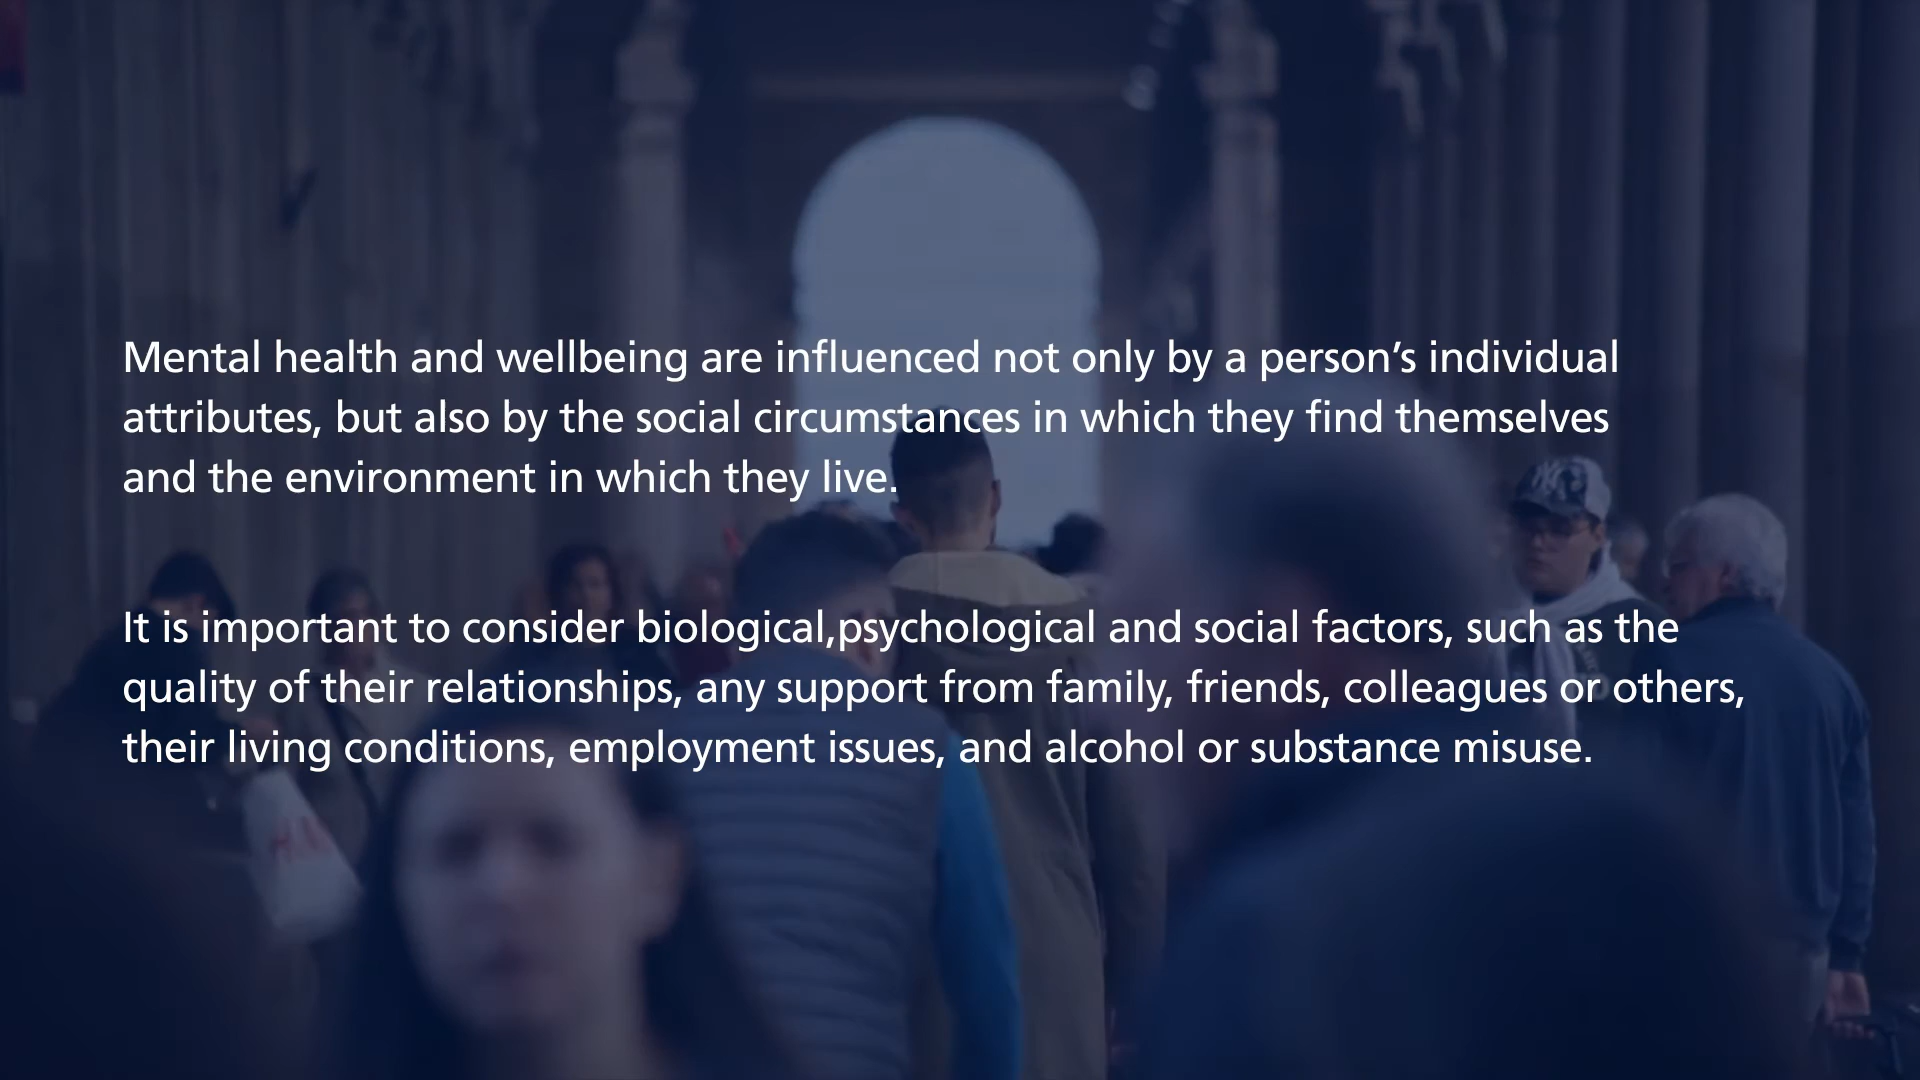 Mental health and wellbeing are influenced not only by a person’s individual
attributes, but also by the social circumstances in which they find themselves
and the environment in which they live.
It is important to consider biological,psychological and social factors, such as the
quality of their relationships, any support from family, friends, colleagues or others,
their living conditions, employment issues, and alcohol or substance misuse.